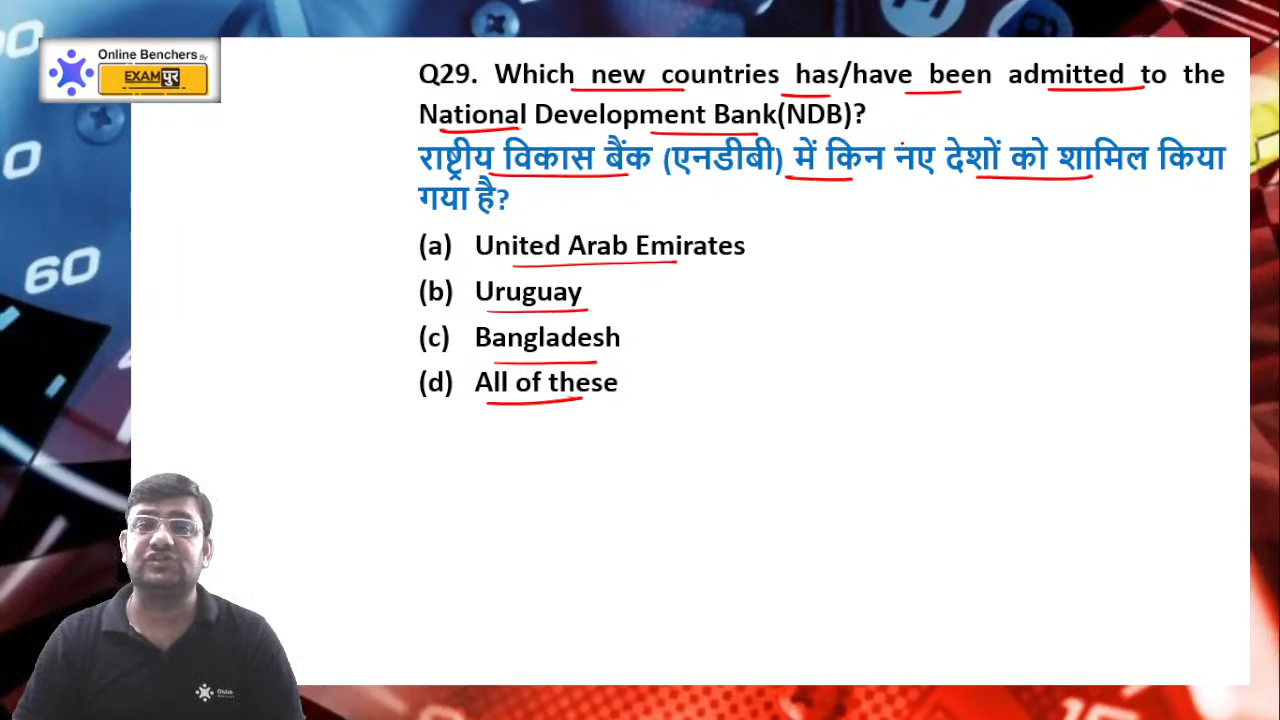 Online Benchers By
EXAMपुर
Q29. Which new countries has/have been admitted to the
National Development Bank(NDB)?
राष्ट्रीय विकास बैंक (एनडीबी) में किन नए देशों को शामिल किया
गया है?
(a) United Arab Emirates
(b) Uruguay
(c) Bangladesh
(d) All of these
60